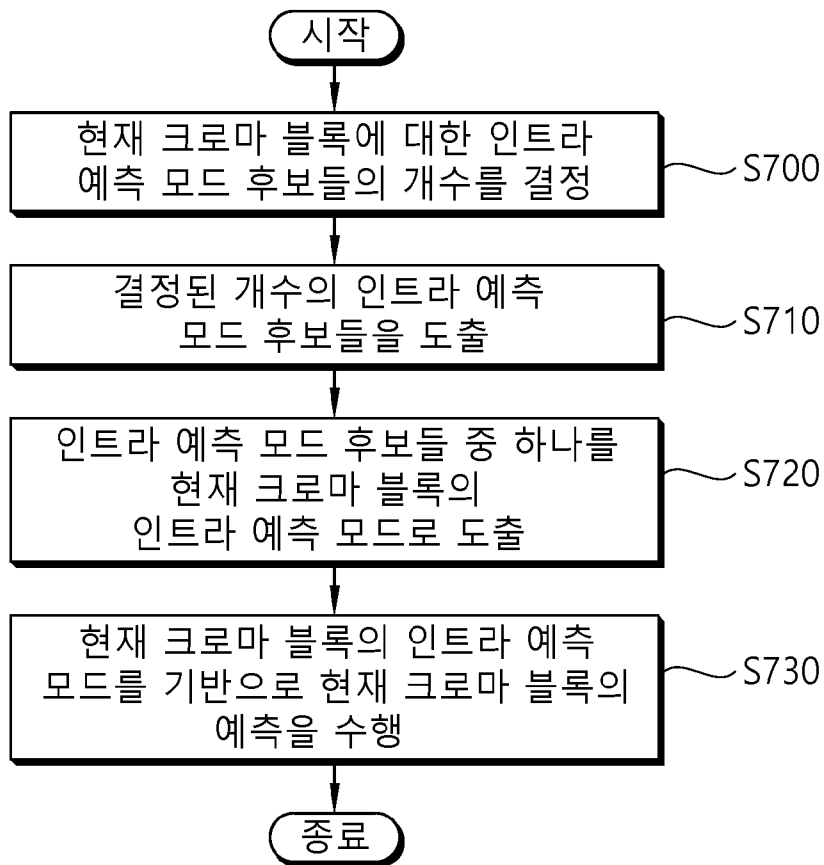 시작
현재 크로마 블록에 대한 인트라
예측 모드 후보들의 개수를 결정
S700
결정된 개수의 인트라 예측
모드 후보들을 도출
S710
인트라 예측 모드 후보들 중 하나를
현재 크로마 블록의
인트라 예측 모드로 도출
S720
현재 크로마 블록의 인트라 예측
모드를 기반으로 현재 크로마 블록의
예측을 수행
S730
종료